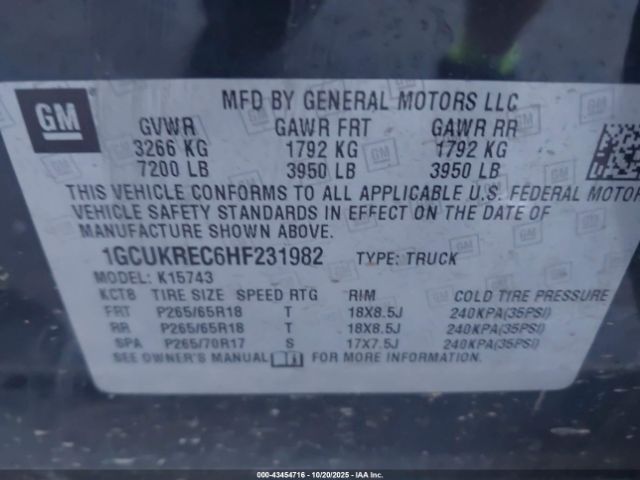 GM
MFD BY GENERAL MOTORS LLC
GVWR GAWR FRT GAWR RR
3266 KG 1792 KG 1792 KG
7200 LB 3950 LB 3950 LB
THIS VEHICLE CONFORMS TO ALL APPLICABLE U.S. FEDERAL MOTOR
VEHICLE SAFETY STANDARDS IN EFFECT ON THE DATE OF
MANUFACTURE SHOWN ABOVE.
1GCUKREC6HF231982 TYPE: TRUCK
MODEL: K15743
KCTB TIRE SIZE SPEED RTG RIM COLD TIRE PRESSURE
FRT P265/65R18 T 18X8.5J 240KPA(35PSI)
RR P265/65R18 T 18X8.5J 240KPA(35PSI)
SPA P265/70R17 S 17X7.5J 240KPA(35PSI)
SEE OWNER'S MANUAL FOR MORE INFORMATION.
000-43454716 - 10/20/2025 - IAAI, Inc.